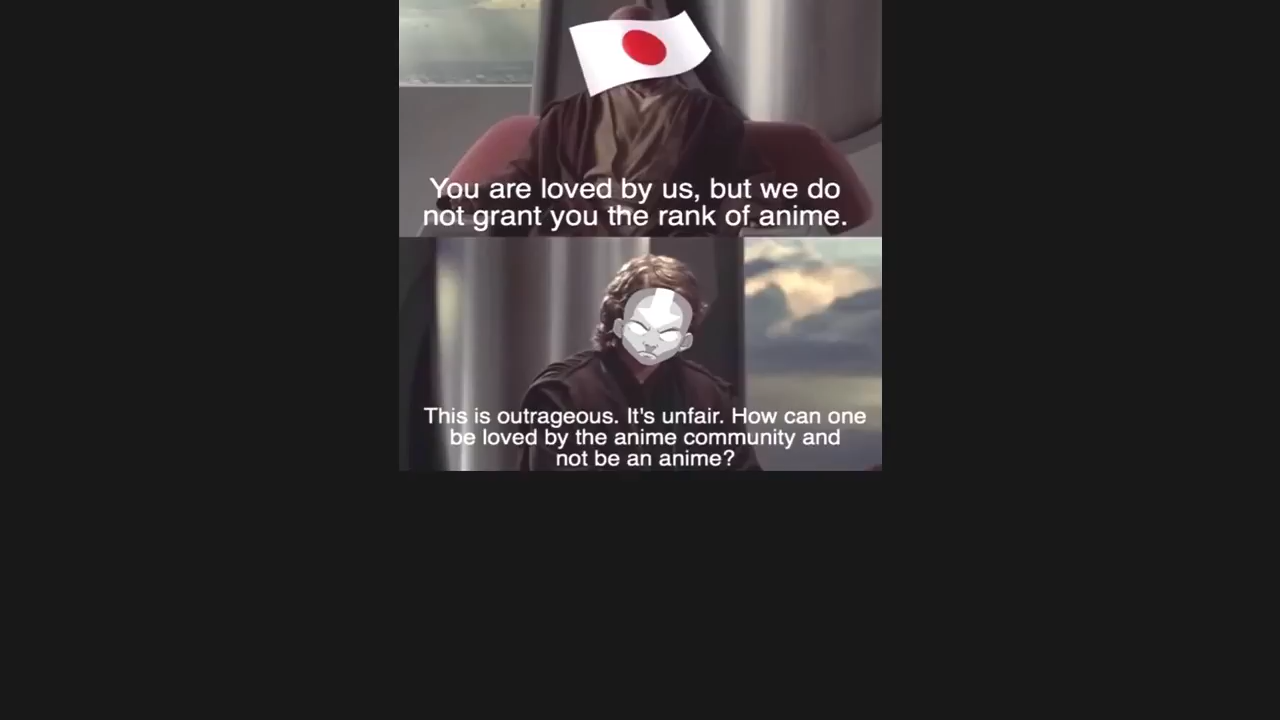 You are loved by us, but we do
not grant you the rank of anime.
This is outrageous. It's unfair. How can one
be loved by the anime community and
not be an anime?